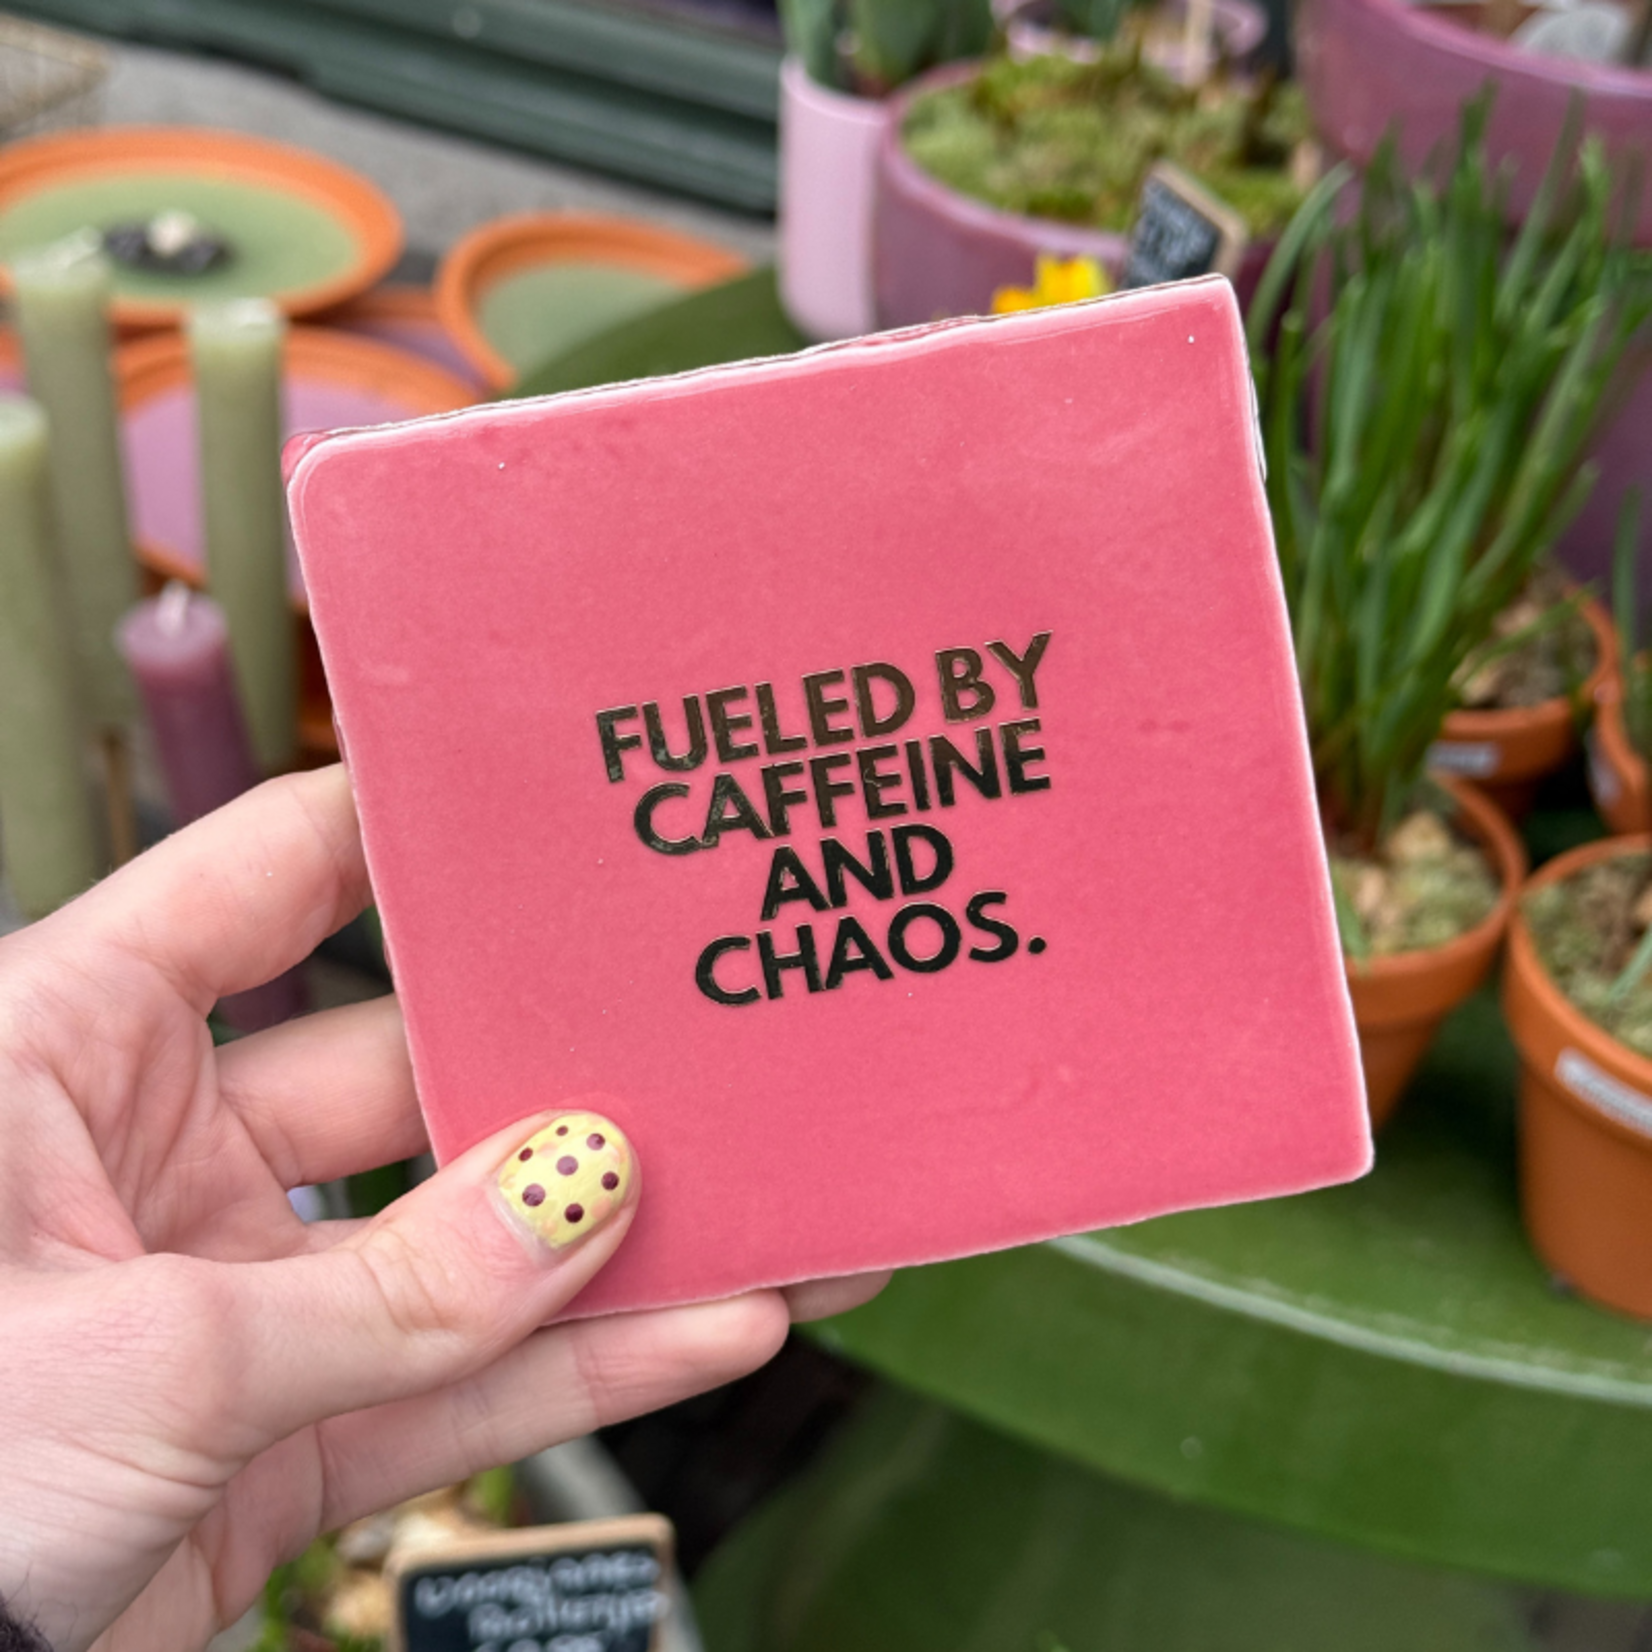 FUELED BY
CAFFEINE
AND
CHAOS.